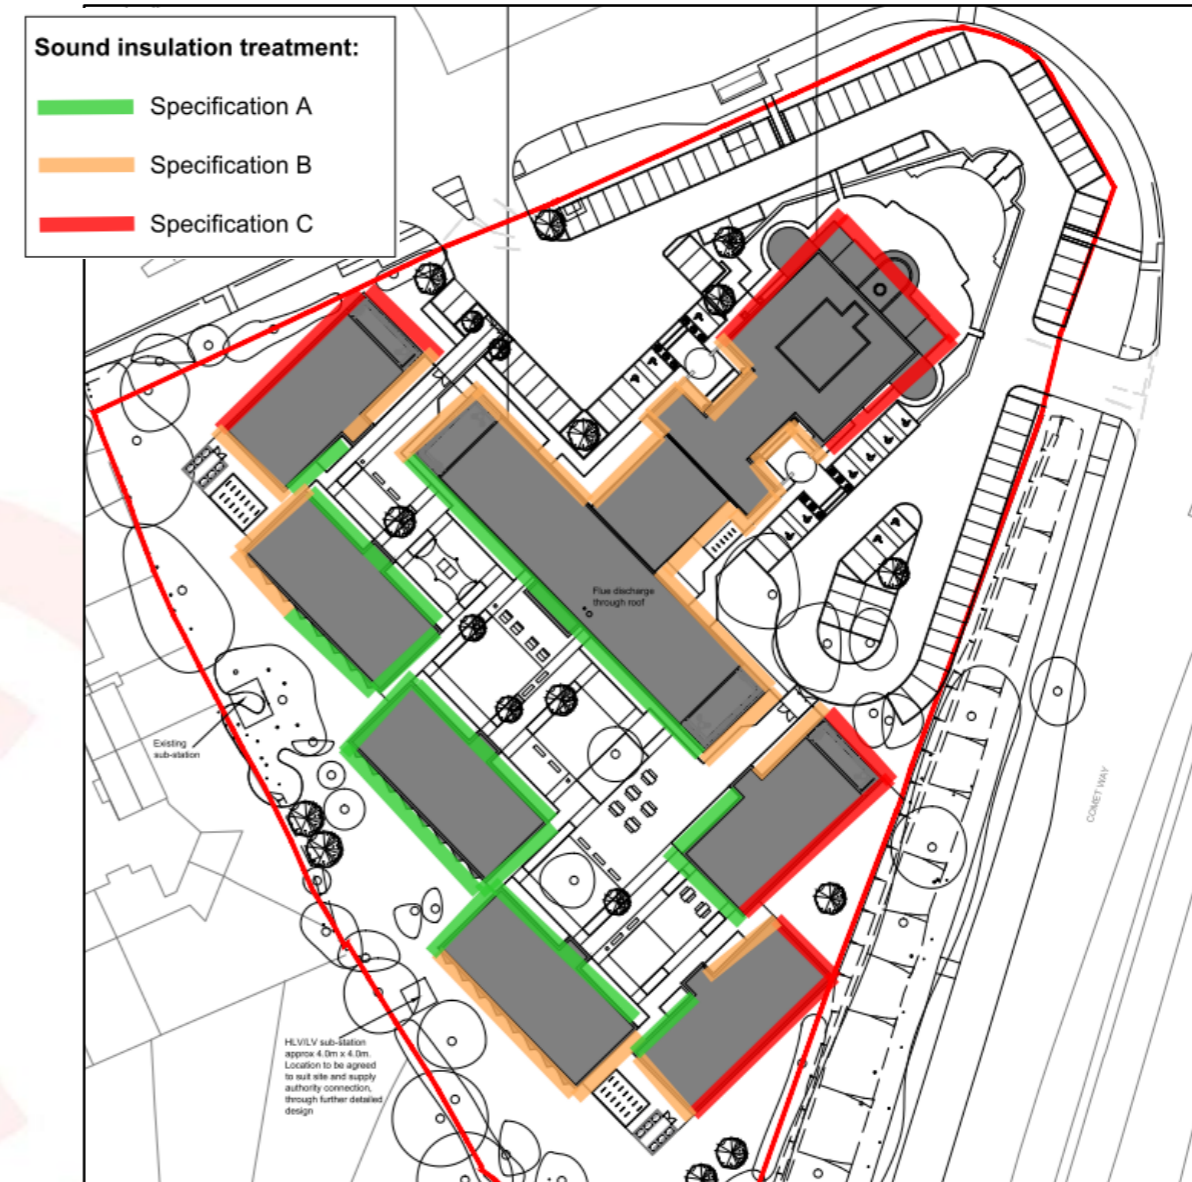 Sound insulation treatment:
Specification A
Specification B
Specification C
Flue discharge
through roof
Existing
sub-station
COMET WAY
HLV/LV sub-station
approx 4.0m x 4.0m.
Location to be agreed
to suit site and supply
authority connection,
through further detailed
design